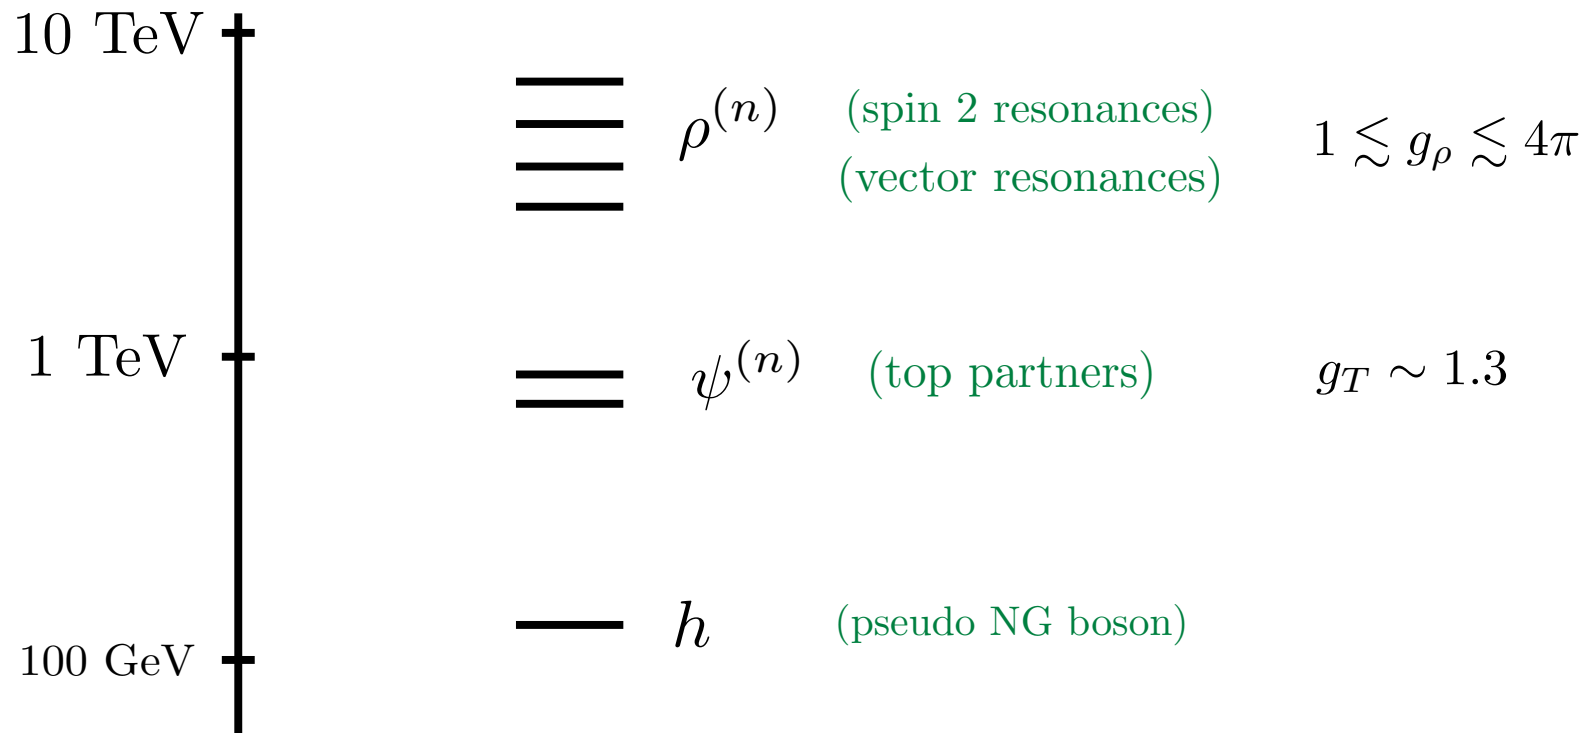 10 TeV
ρ⁽ⁿ⁾ (spin 2 resonances)
(vector resonances)
1 ≲ g_ρ ≲ 4π
1 TeV
ψ⁽ⁿ⁾ (top partners)
g_T ∼ 1.3
h (pseudo NG boson)
100 GeV